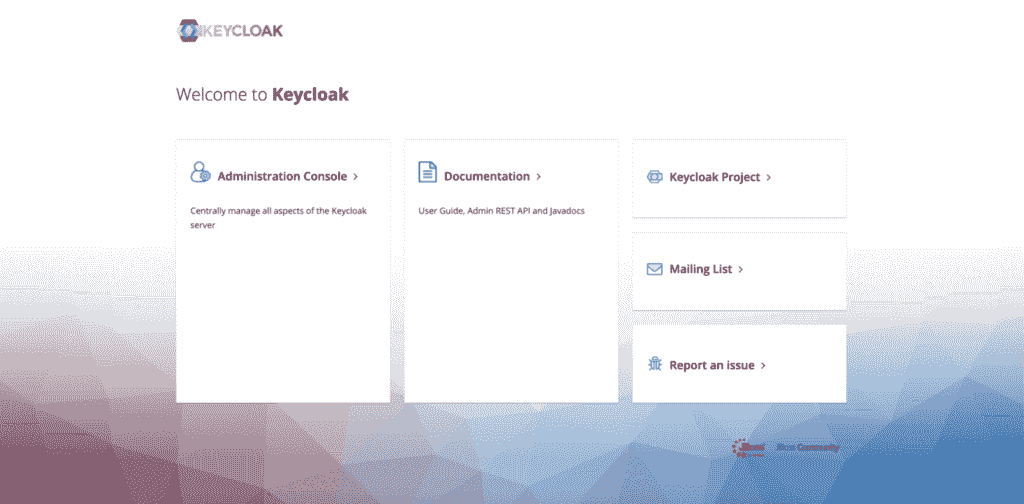 KEYCLOAK
Welcome to Keycloak
Administration Console
Centrally manage all aspects of the Keycloak
server
Documentation
User Guide, Admin REST API and Javadocs
Keycloak Project
Mailing List
Report an issue
Community